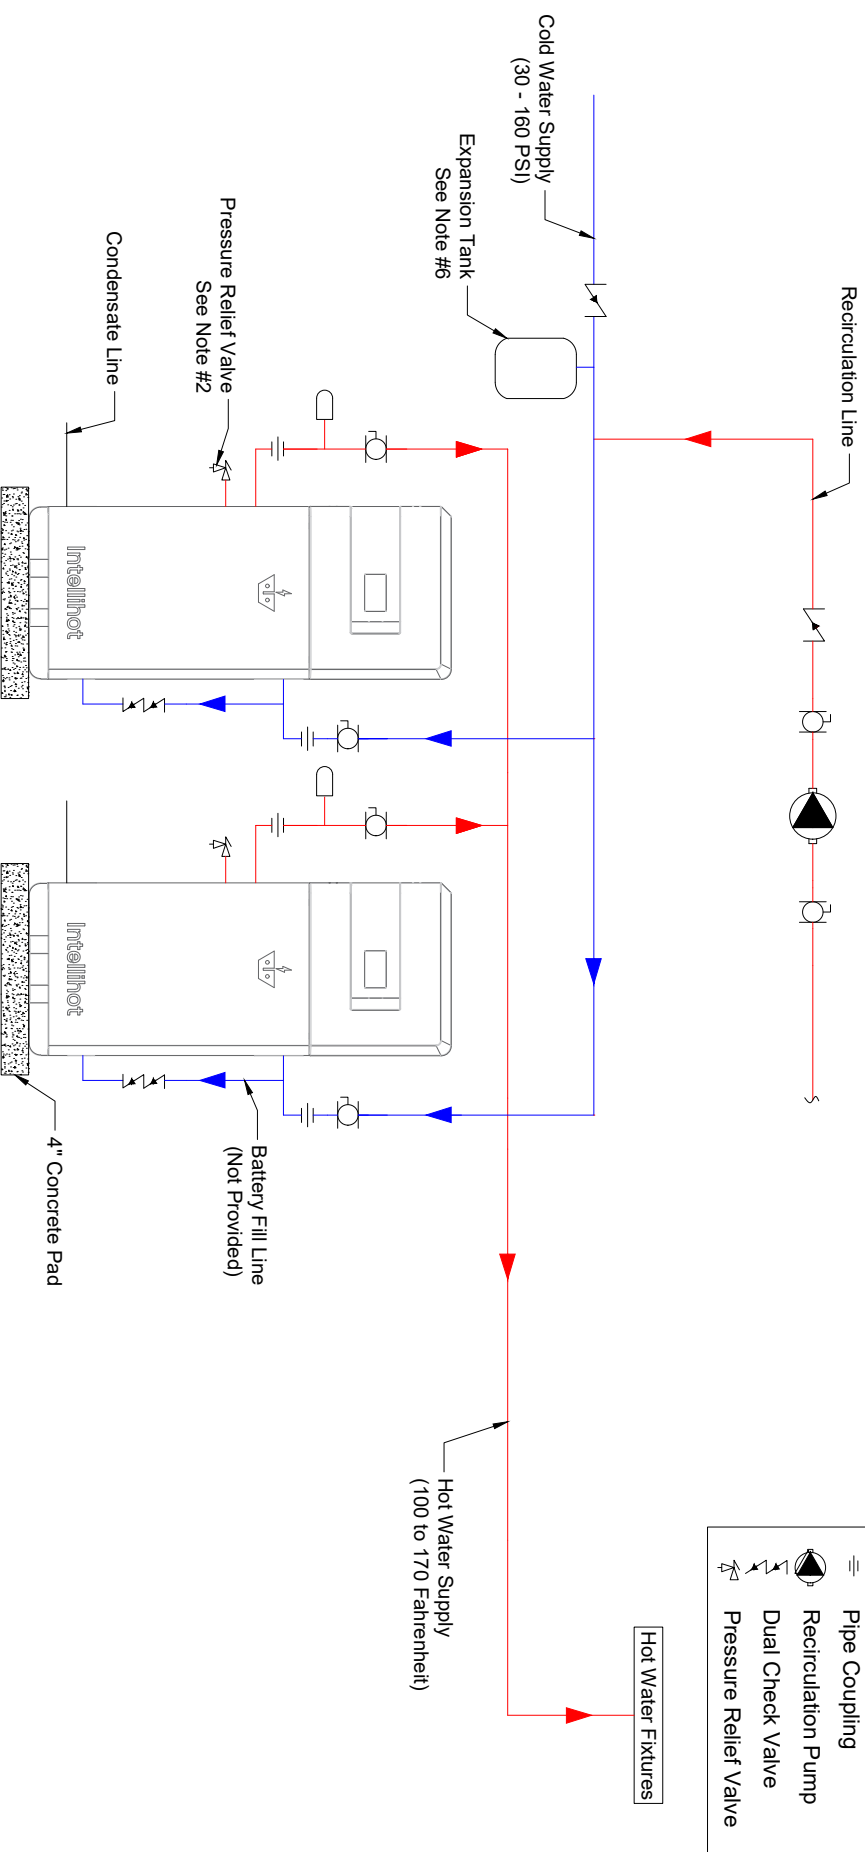 Recirculation Line
Cold Water Supply
(30 - 160 PSI)
Expansion Tank
See Note #6
Pressure Relief Valve
See Note #2
Condensate Line
Intellihot
Intellihot
Battery Fill Line
(Not Provided)
4" Concrete Pad
Hot Water Supply
(100 to 170 Fahrenheit)
Hot Water Fixtures
Pipe Coupling
Recirculation Pump
Dual Check Valve
Pressure Relief Valve